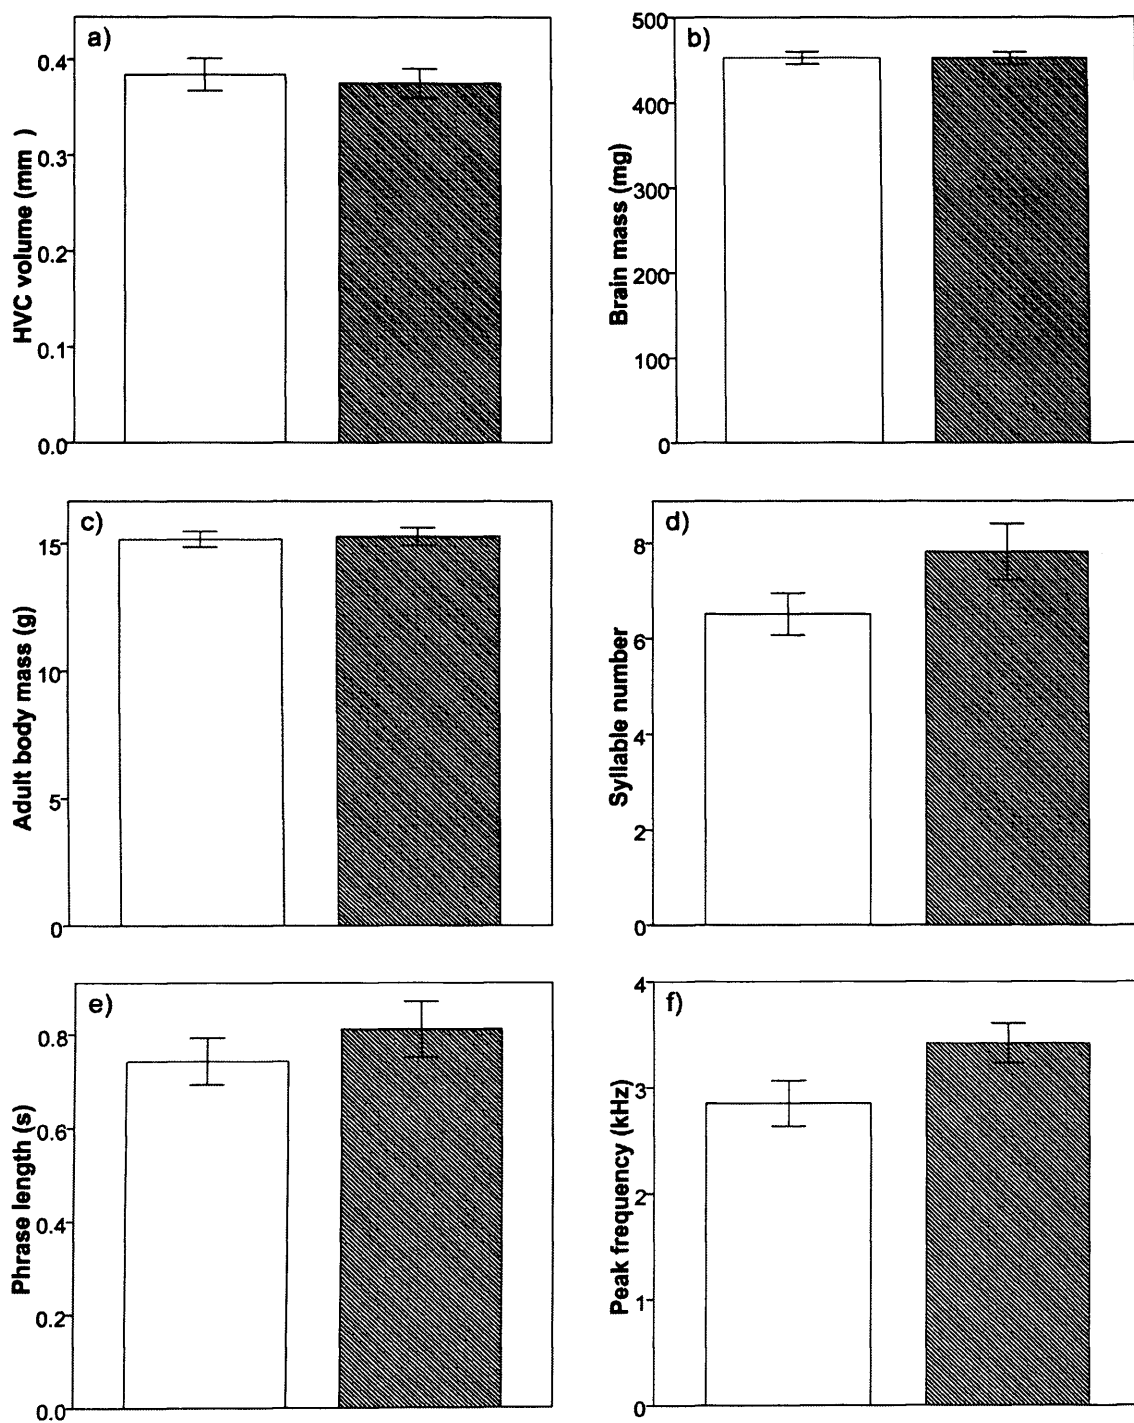 a)
HVC volume (mm )
0.4
0.3
0.2
0.1
0.0
b)
Brain mass (mg)
500
400
300
200
100
0
c)
Adult body mass (g)
15
10
5
0
d)
Syllable number
8
6
4
2
0
e)
Phrase length (s)
0.8
0.6
0.4
0.2
0.0
f)
Peak frequency (kHz)
4
3
2
1
0